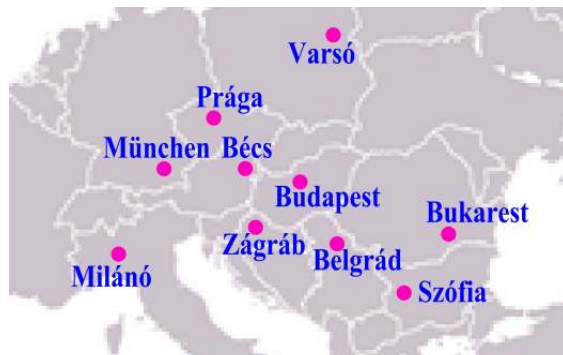 Varsó
Prága
München
Bécs
Budapest
Bukarest
Zágráb
Belgrád
Milánó
Szófia